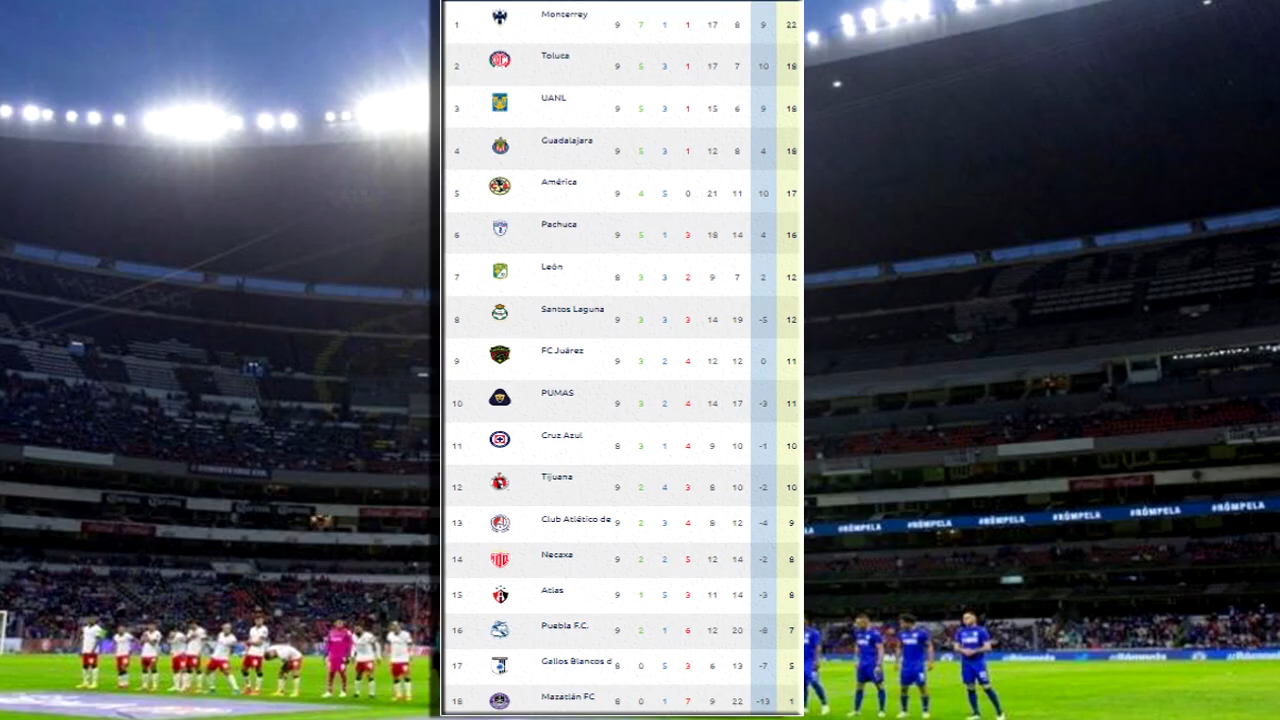 1 Monterrey 9 7 1 1 17 8 9 22
2 Toluca 9 5 3 1 17 7 10 18
3 UANL 9 5 3 1 15 6 9 18
4 Guadalajara 9 5 3 1 12 8 4 18
5 América 9 4 5 0 21 11 10 17
6 Pachuca 9 5 1 3 18 14 4 16
7 León 8 3 3 2 9 7 2 12
8 Santos Laguna 9 3 3 3 14 19 -5 12
9 FC Juárez 9 3 2 4 12 12 0 11
10 PUMAS 9 3 2 4 14 17 -3 11
11 Cruz Azul 8 3 1 4 9 10 -1 10
12 Tijuana 9 2 4 3 8 10 -2 10
13 Club Atlético de 9 2 3 4 8 12 -4 9
14 Necaxa 9 2 2 5 12 14 -2 8
15 Atlas 9 1 5 3 11 14 -3 8
16 Puebla F.C. 9 2 1 6 12 20 -8 7
17 Gallos Blancos d 8 0 5 3 6 13 -7 5
18 Mazatlán FC 8 0 1 7 9 22 -13 1
#RÓMPELA #RÓMPELA #RÓMPELA #RÓMPELA #RÓMPELA #RÓMPELA